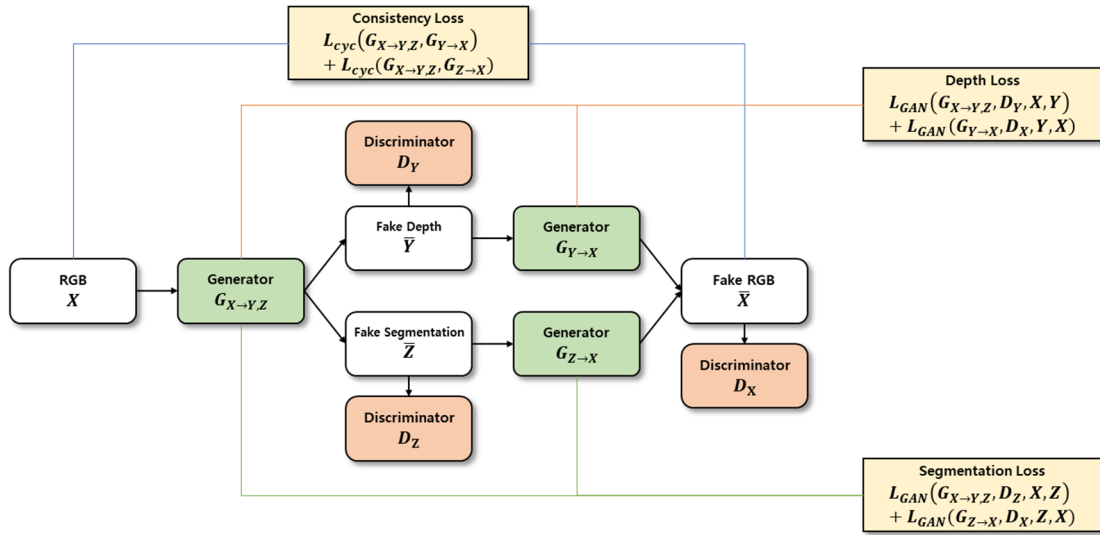 Consistency Loss
L_cyc(G_X→Y,Z, G_Y→X)
+ L_cyc(G_X→Y,Z, G_Z→X)
Depth Loss
L_GAN(G_X→Y,Z, D_Y, X, Y)
+ L_GAN(G_Y→X, D_X, Y, X)
Discriminator
D_Y
Fake Depth
Y̅
Generator
G_Y→X
RGB
X
Generator
G_X→Y,Z
Fake RGB
X̅
Fake Segmentation
Z̅
Generator
G_Z→X
Discriminator
D_X
Discriminator
D_Z
Segmentation Loss
L_GAN(G_X→Y,Z, D_Z, X, Z)
+ L_GAN(G_Z→X, D_X, Z, X)